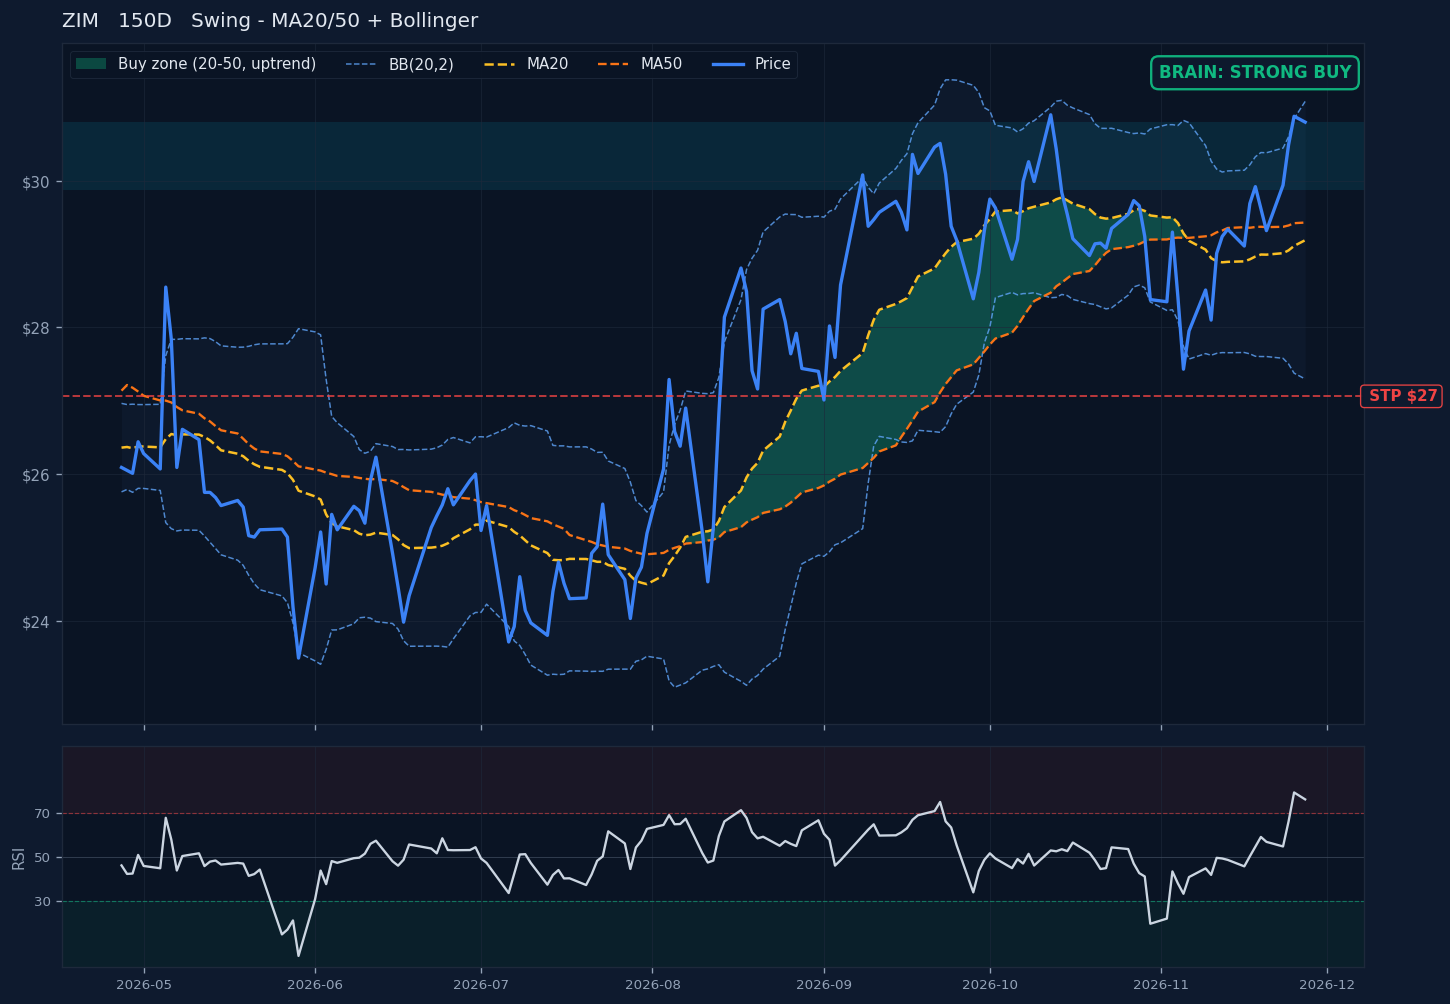 ZIM   150D   Swing - MA20/50 + Bollinger
Buy zone (20-50, uptrend)   BB(20,2)   MA20   MA50   Price
BRAIN: STRONG BUY
$30
$28
STP $27
$26
$24
70
50
30
RSI
2026-05   2026-06   2026-07   2026-08   2026-09   2026-10   2026-11   2026-12